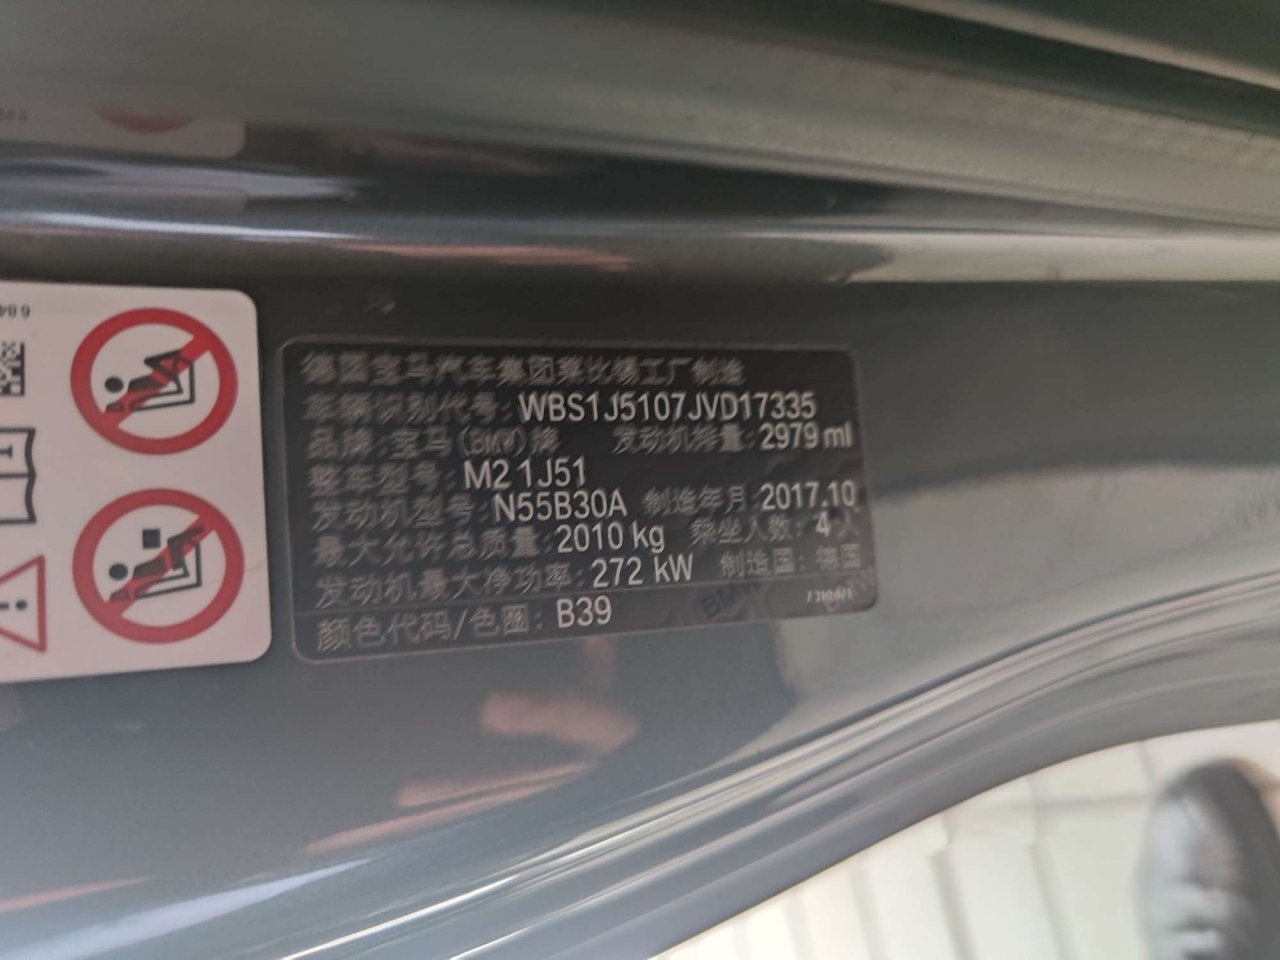 德国宝马汽车集团莱比锡工厂制造
车辆识别代号: WBS1J5107JVD17335
品牌: 宝马(BMW)牌 发动机排量: 2979 ml
整车型号: M2 1J51
发动机型号: N55B30A 制造年月: 2017.10
最大允许总质量: 2010 kg 乘坐人数: 4 人
发动机最大净功率: 272 kW 制造国: 德国
颜色代码/色圈: B39